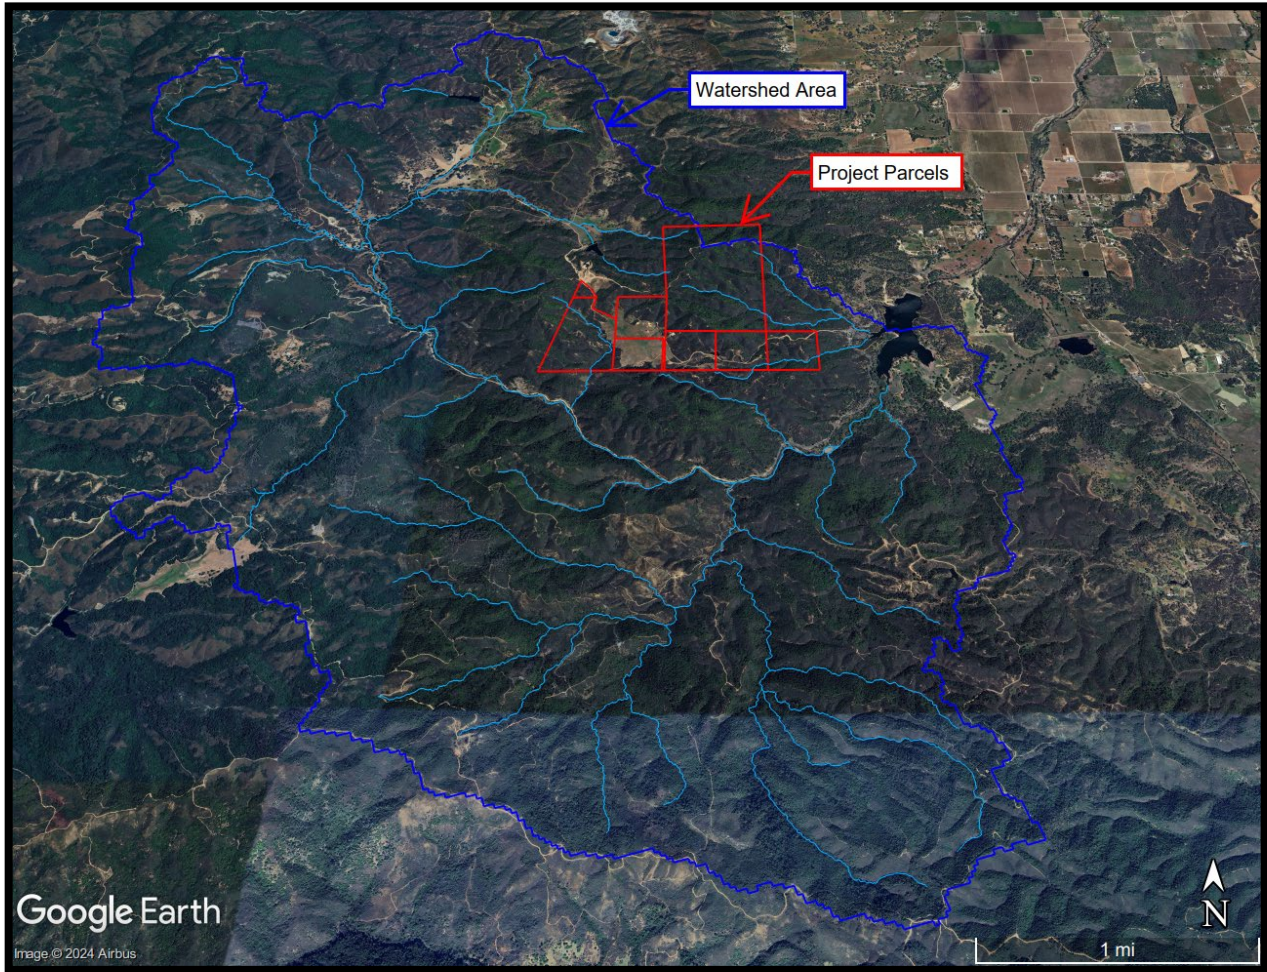 Watershed Area
Project Parcels
Google Earth
Image © 2024 Airbus
N
1 mi